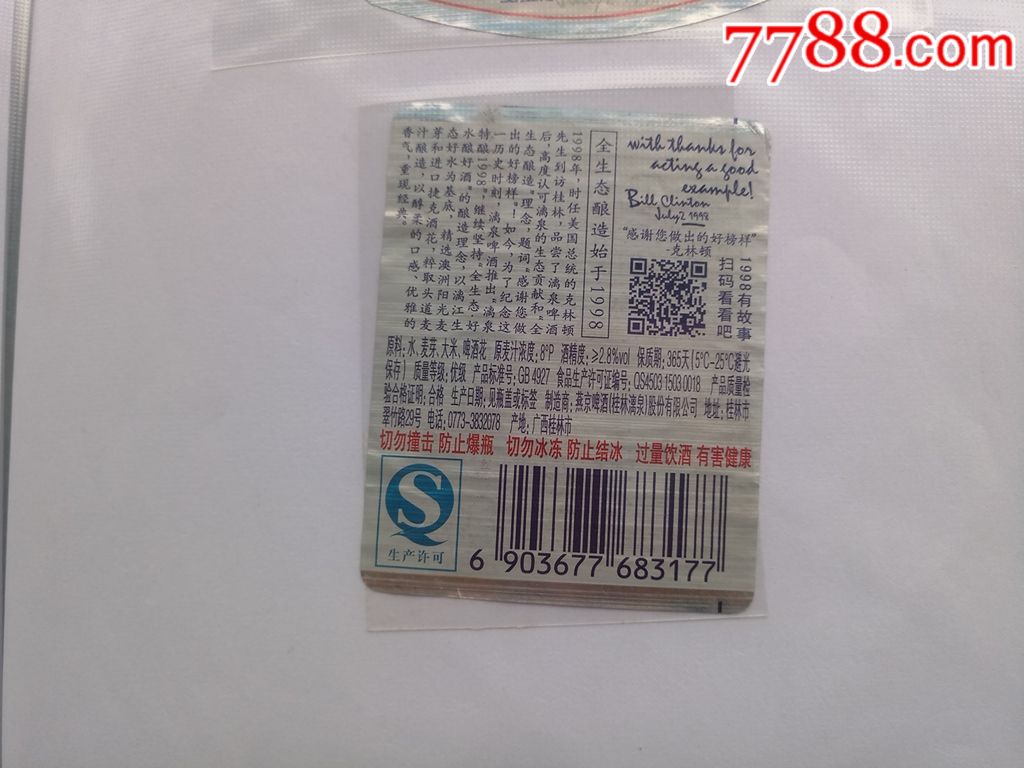 7788.com
with thanks for
acting a good
example!
Bill Clinton
July 2 1998
“感谢您做出的好榜样”
-克林顿
1998有故事
扫码看看吧
全生态酿造始于1998
1998年，时任美国总统的克林顿
先生到访桂林，品尝了漓泉啤酒
后，高度认可漓泉的生态贡献和“全
生态酿造”理念，题词“感谢您做
出的好榜样”！如今，为了纪念这
一历史时刻，漓泉啤酒推出“漓泉
特酿1998”，继续坚持“全生态，好
水酿好酒”的酿造理念，以漓江生
态好水为基底，精选澳洲阳光麦
芽和进口捷克酒花，粹取头道麦
汁酿造，以醇柔的口感、优雅的
香气，重现经典。
原料：水、麦芽、大米、啤酒花 原麦汁浓度：8°P 酒精度：≥2.8%vol 保质期：365天(5°C-25°C避光
保存) 质量等级：优级 产品标准号：GB 4927 食品生产许可证编号：QS4503 1503 0018 产品质量检
验合格证明：合格 生产日期：见瓶盖或标签 制造商：燕京啤酒(桂林漓泉)股份有限公司 地址：桂林市
翠竹路29号 电话：0773-3832078 产地：广西桂林市
切勿撞击 防止爆瓶 切勿冰冻 防止结冰 过量饮酒 有害健康
生产许可
6 903677 683177